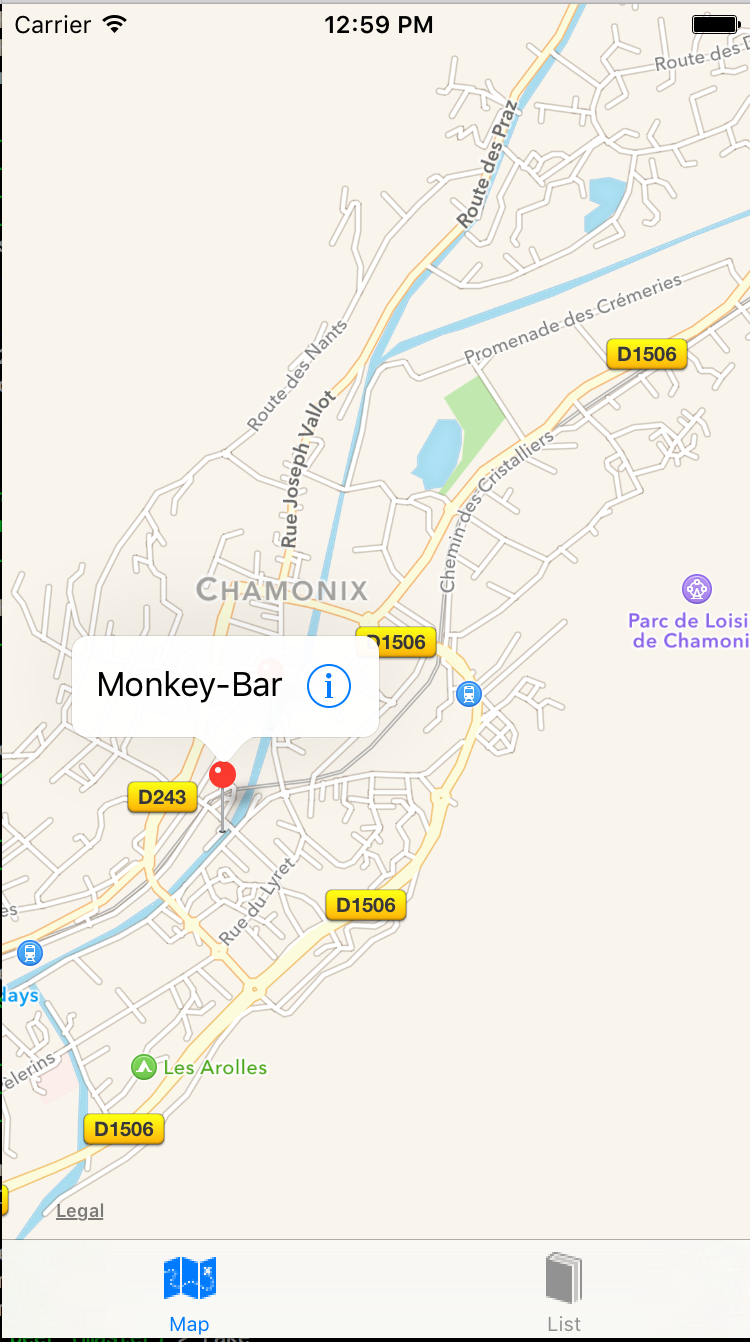 Carrier 12:59 PM
Route des
Route des Praz
Promenade des Crémeries
D1506
Route des Nants
Rue Joseph Vallot
Chemin des Cristalliers
CHAMONIX
Parc de Loisi
de Chamoni
D1506
Monkey-Bar
D243
Rue du Lyret
D1506
es
days
Les Arolles
èlerins
D1506
Legal
Map
List